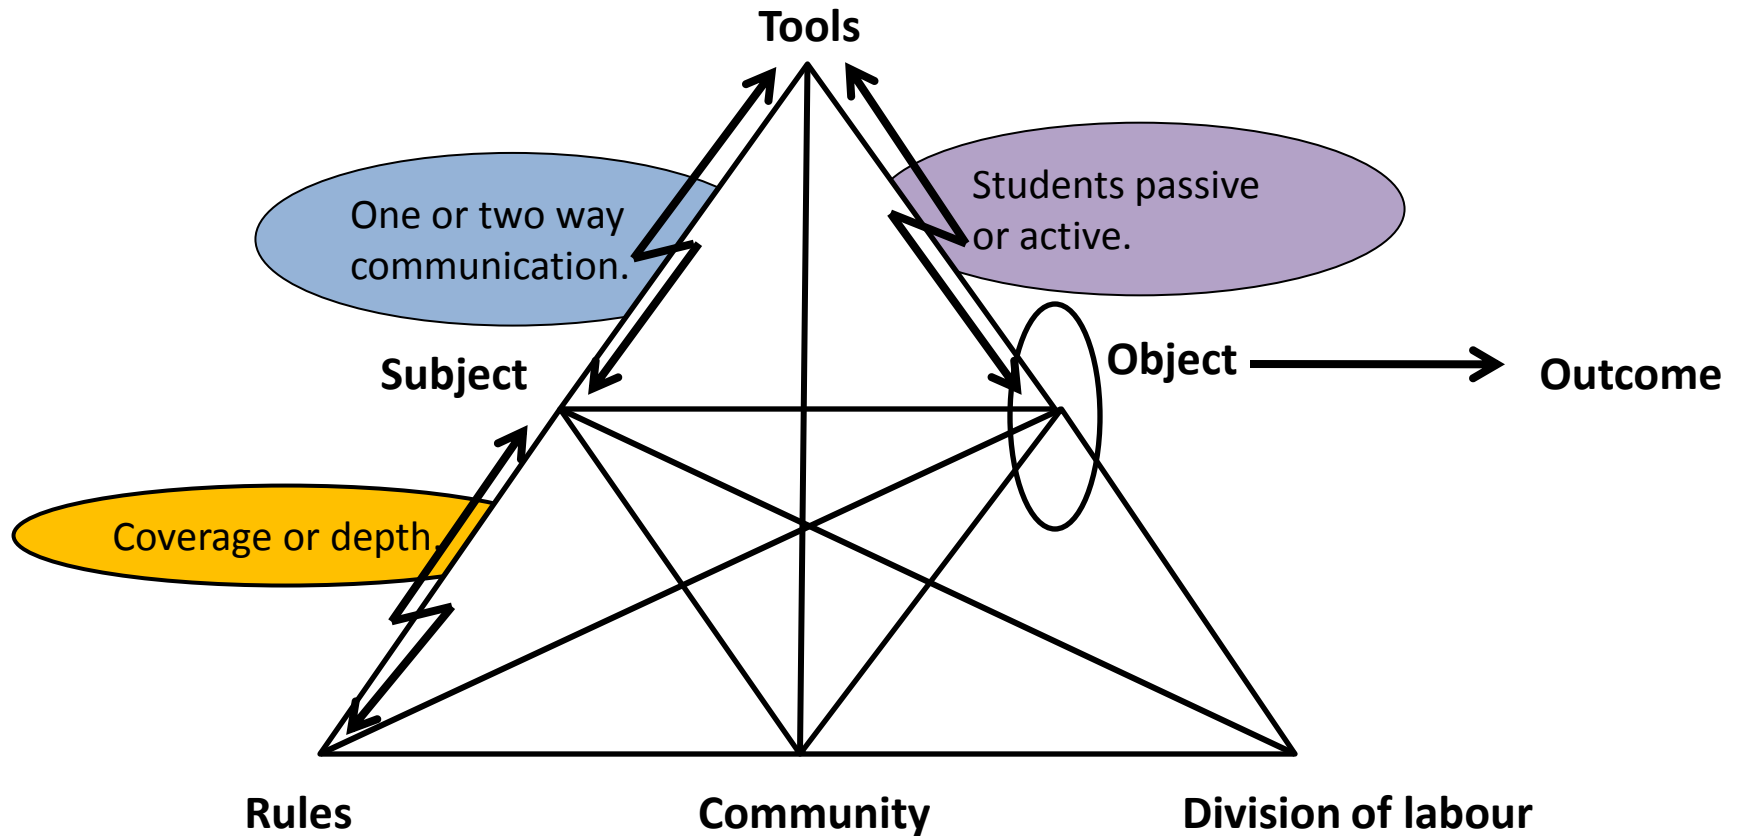 Tools
One or two way
communication.
Students passive
or active.
Subject
Object
Outcome
Coverage or depth.
Rules
Community
Division of labour